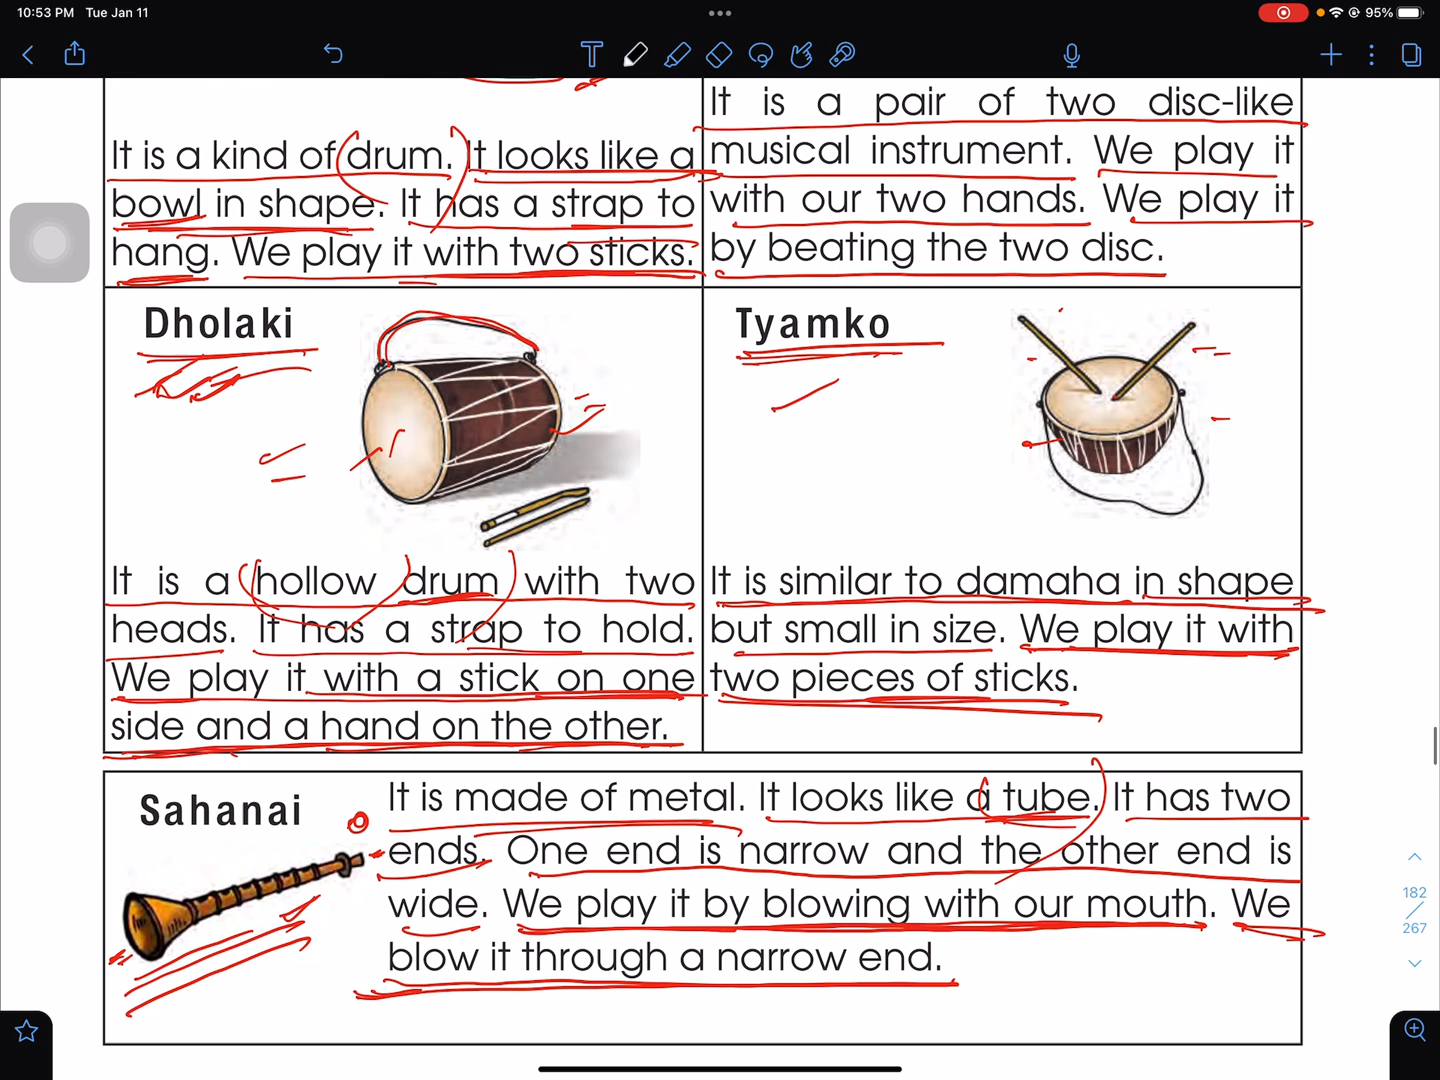 10:53 PM Tue Jan 11
95%
It is a kind of drum. It looks like a
bowl in shape. It has a strap to
hang. We play it with two sticks.
It is a pair of two disc-like
musical instrument. We play it
with our two hands. We play it
by beating the two disc.
Dholaki
It is a hollow drum with two
heads. It has a strap to hold.
We play it with a stick on one
side and a hand on the other.
Tyamko
It is similar to damaha in shape
but small in size. We play it with
two pieces of sticks.
Sahanai
It is made of metal. It looks like a tube. It has two
ends. One end is narrow and the other end is
wide. We play it by blowing with our mouth. We
blow it through a narrow end.
182
267